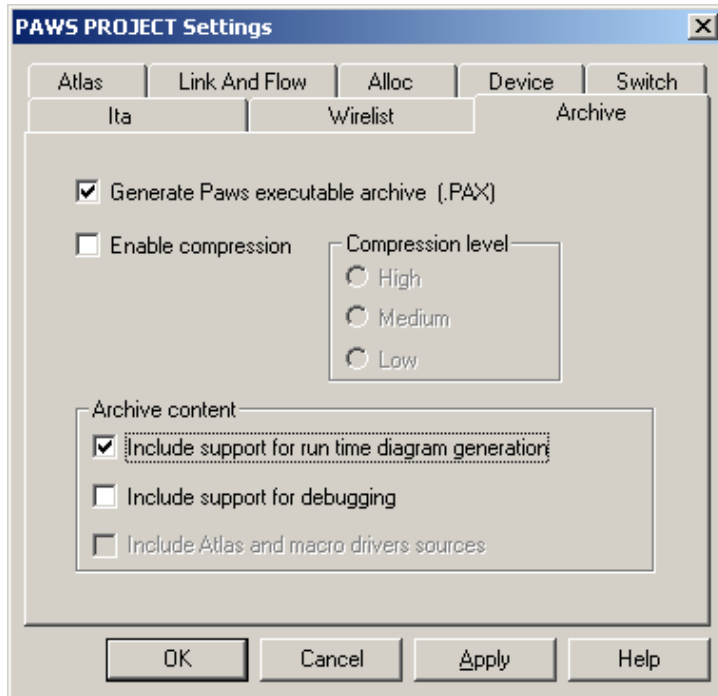 PAWS PROJECT Settings
Atlas Link And Flow Alloc Device Switch
Ita Wirelist Archive
Generate Paws executable archive (.PAX)
Enable compression
Compression level
High
Medium
Low
Archive content
Include support for run time diagram generation
Include support for debugging
Include Atlas and macro drivers sources
OK Cancel Apply Help